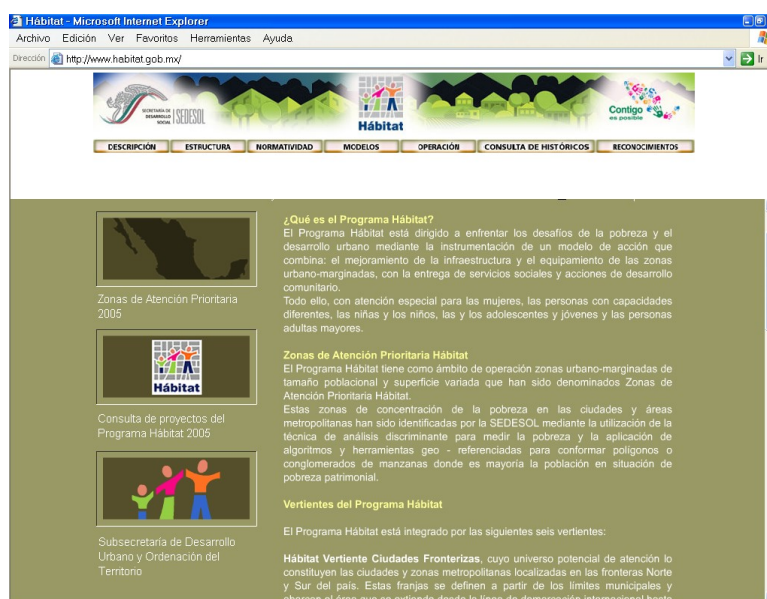 Hábitat - Microsoft Internet Explorer
Archivo Edición Ver Favoritos Herramientas Ayuda
Dirección http://www.habitat.gob.mx/ Ir
SECRETARÍA DE
DESARROLLO
SOCIAL
SEDESOL
Hábitat
Contigo
es posible
DESCRIPCIÓN ESTRUCTURA NORMATIVIDAD MODELOS OPERACIÓN CONSULTA DE HISTÓRICOS RECONOCIMIENTOS
Zonas de Atención Prioritaria
2005
Hábitat
Consulta de proyectos del
Programa Hábitat 2005
Subsecretaría de Desarrollo
Urbano y Ordenación del
Territorio
¿Qué es el Programa Hábitat?
El Programa Hábitat está dirigido a enfrentar los desafíos de la pobreza y el
desarrollo urbano mediante la instrumentación de un modelo de acción que
combina: el mejoramiento de la infraestructura y el equipamiento de las zonas
urbano-marginadas, con la entrega de servicios sociales y acciones de desarrollo
comunitario.
Todo ello, con atención especial para las mujeres, las personas con capacidades
diferentes, las niñas y los niños, las y los adolescentes y jóvenes y las personas
adultas mayores.
Zonas de Atención Prioritaria Hábitat
El Programa Hábitat tiene como ámbito de operación zonas urbano-marginadas de
tamaño poblacional y superficie variada que han sido denominados Zonas de
Atención Prioritaria Hábitat.
Estas zonas de concentración de la pobreza en las ciudades y áreas
metropolitanas han sido identificadas por la SEDESOL mediante la utilización de la
técnica de análisis discriminante para medir la pobreza y la aplicación de
algoritmos y herramientas geo - referenciadas para conformar polígonos o
conglomerados de manzanas donde es mayoría la población en situación de
pobreza patrimonial.
Vertientes del Programa Hábitat
El Programa Hábitat está integrado por las siguientes seis vertientes:
Hábitat Vertiente Ciudades Fronterizas, cuyo universo potencial de atención lo
constituyen las ciudades y zonas metropolitanas localizadas en las fronteras Norte
y Sur del país. Estas franjas se definen a partir de los límites municipales y